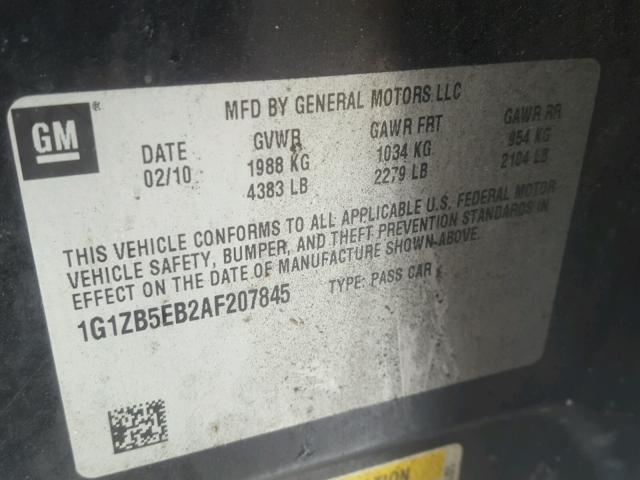 GM ®
MFD BY GENERAL MOTORS LLC
DATE GVWR GAWR FRT GAWR RR
02/10 1988 KG 1034 KG 954 KG
4383 LB 2279 LB 2104 LB
THIS VEHICLE CONFORMS TO ALL APPLICABLE U.S. FEDERAL MOTOR
VEHICLE SAFETY, BUMPER, AND THEFT PREVENTION STANDARDS IN
EFFECT ON THE DATE OF MANUFACTURE SHOWN ABOVE.
1G1ZB5EB2AF207845 TYPE: PASS CAR